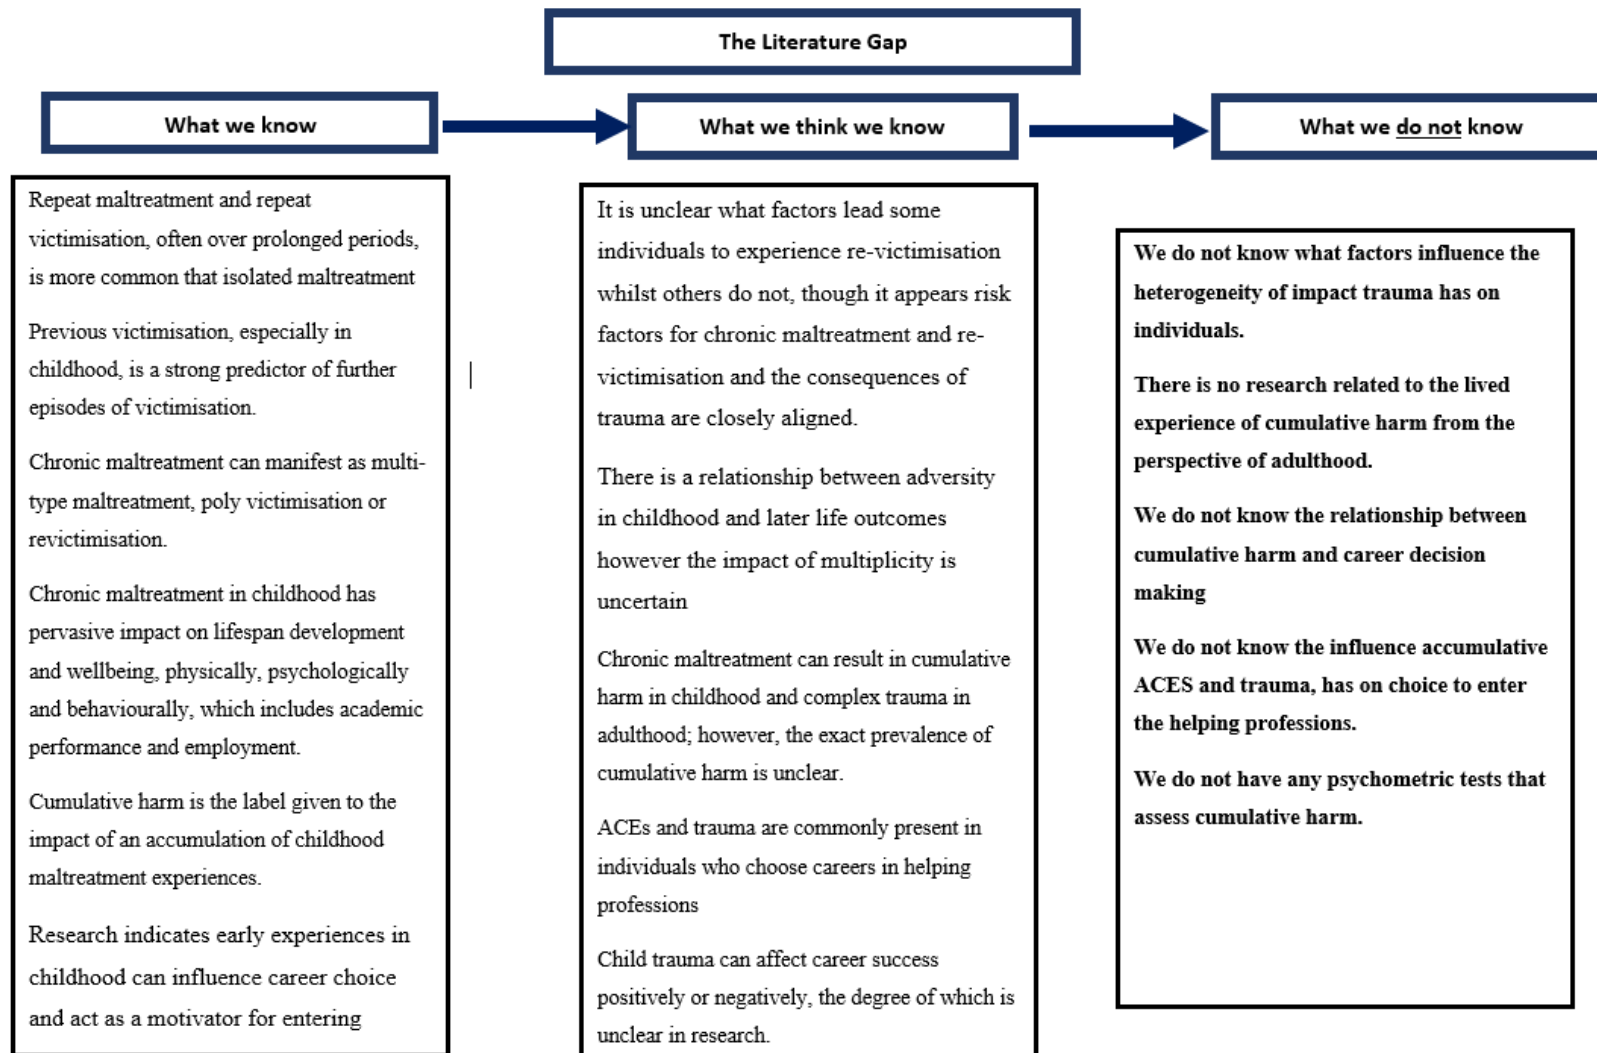 The Literature Gap
What we know
What we think we know
What we do not know
Repeat maltreatment and repeat
victimisation, often over prolonged periods,
is more common that isolated maltreatment
Previous victimisation, especially in
childhood, is a strong predictor of further
episodes of victimisation.
Chronic maltreatment can manifest as multi-
type maltreatment, poly victimisation or
revictimisation.
Chronic maltreatment in childhood has
pervasive impact on lifespan development
and wellbeing, physically, psychologically
and behaviourally, which includes academic
performance and employment.
Cumulative harm is the label given to the
impact of an accumulation of childhood
maltreatment experiences.
Research indicates early experiences in
childhood can influence career choice
and act as a motivator for entering
It is unclear what factors lead some
individuals to experience re-victimisation
whilst others do not, though it appears risk
factors for chronic maltreatment and re-
victimisation and the consequences of
trauma are closely aligned.
There is a relationship between adversity
in childhood and later life outcomes
however the impact of multiplicity is
uncertain
Chronic maltreatment can result in cumulative
harm in childhood and complex trauma in
adulthood; however, the exact prevalence of
cumulative harm is unclear.
ACEs and trauma are commonly present in
individuals who choose careers in helping
professions
Child trauma can affect career success
positively or negatively, the degree of which is
unclear in research.
We do not know what factors influence the
heterogeneity of impact trauma has on
individuals.
There is no research related to the lived
experience of cumulative harm from the
perspective of adulthood.
We do not know the relationship between
cumulative harm and career decision
making
We do not know the influence accumulative
ACES and trauma, has on choice to enter
the helping professions.
We do not have any psychometric tests that
assess cumulative harm.